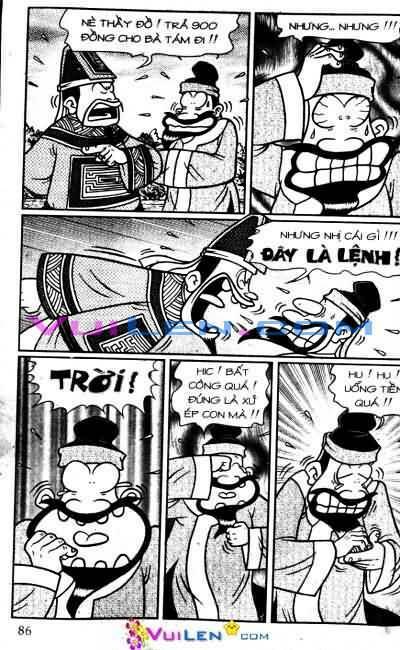 NÈ THẦY ĐỒ! TRẢ 900
ĐỒNG CHO BÀ TÁM ĐI!!
NHƯNG... NHƯNG!!!
NHƯNG NHỊ CÁI GÌ!!!
ĐÂY LÀ LỆNH!
VuiLen.com
TRỜI!
HIC! BẤT
CÔNG QUÁ!
ĐÚNG LÀ XỬ
ÉP CON MÀ!!
HU! HU!
UỔNG TIỀN
QUÁ!!
86
VuiLen.com